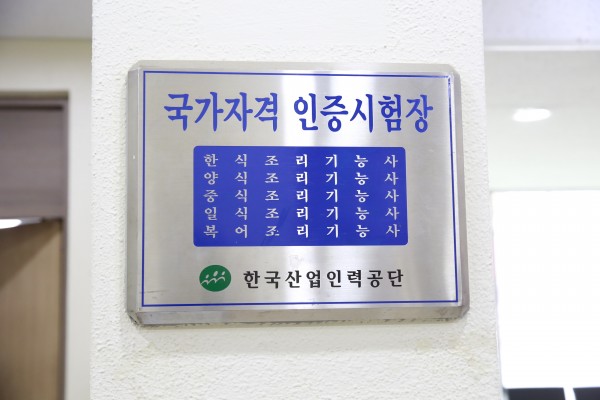 국가자격 인증시험장
한식조리기능사
양식조리기능사
중식조리기능사
일식조리기능사
복어조리기능사
한국산업인력공단